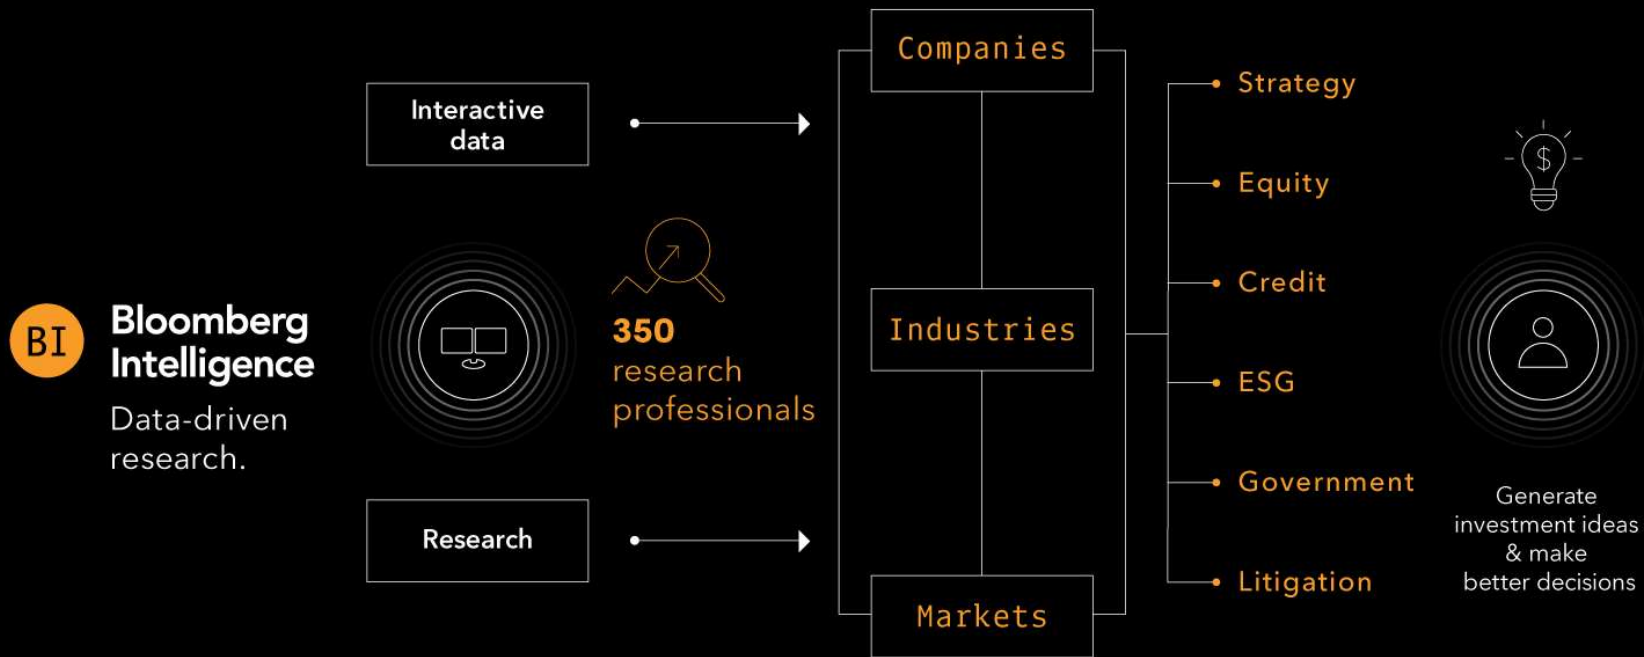 BI
Bloomberg
Intelligence
Data-driven
research.
Interactive
data
350
research
professionals
Research
Companies
Industries
Markets
Strategy
Equity
Credit
ESG
Government
Litigation
$
Generate
investment ideas
& make
better decisions